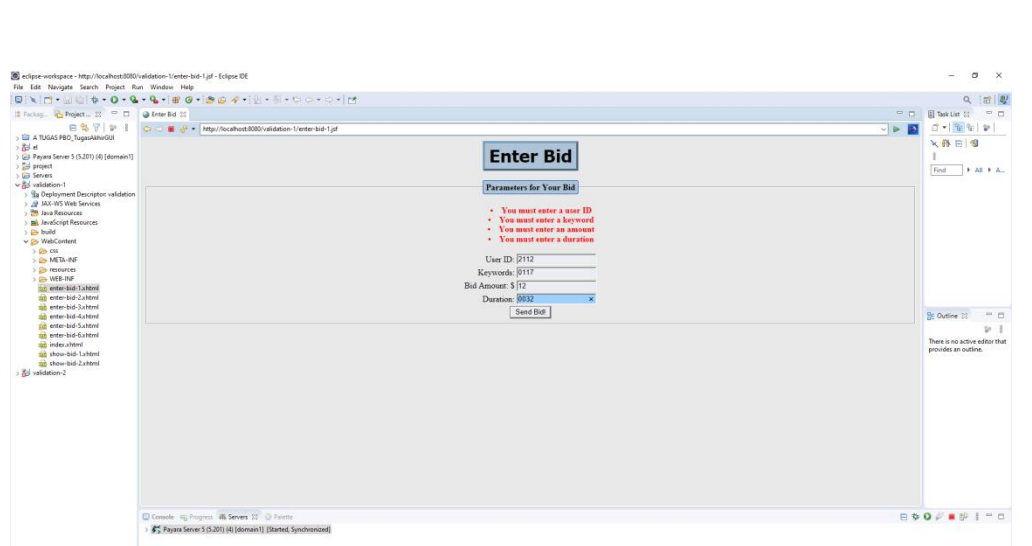 eclipse-workspace - http://localhost:8080/validation-1/enter-bid-1.jsf - Eclipse IDE
File Edit Navigate Search Project Run Window Help
Packag... Project ...
Enter Bid
Task List
http://localhost:8080/validation-1/enter-bid-1.jsf
A TUGAS PBO_TugasAkhirGUI
el
Payara Server 5 (5.201) (4) [domain1]
project
Servers
validation-1
Deployment Descriptor: validation
JAX-WS Web Services
Java Resources
JavaScript Resources
build
WebContent
css
META-INF
resources
WEB-INF
enter-bid-1.xhtml
enter-bid-2.xhtml
enter-bid-3.xhtml
enter-bid-4.xhtml
enter-bid-5.xhtml
enter-bid-6.xhtml
index.xhtml
show-bid-1.xhtml
show-bid-2.xhtml
validation-2
Enter Bid
Parameters for Your Bid
• You must enter a user ID
• You must enter a keyword
• You must enter an amount
• You must enter a duration
User ID: 2112
Keywords: 0117
Bid Amount: $ 12
Duration: 0032
Send Bid!
Find All A...
Outline
There is no active editor that
provides an outline.
Console Progress Servers Palette
Payara Server 5 (5.201) (4) [domain1] [Started, Synchronized]